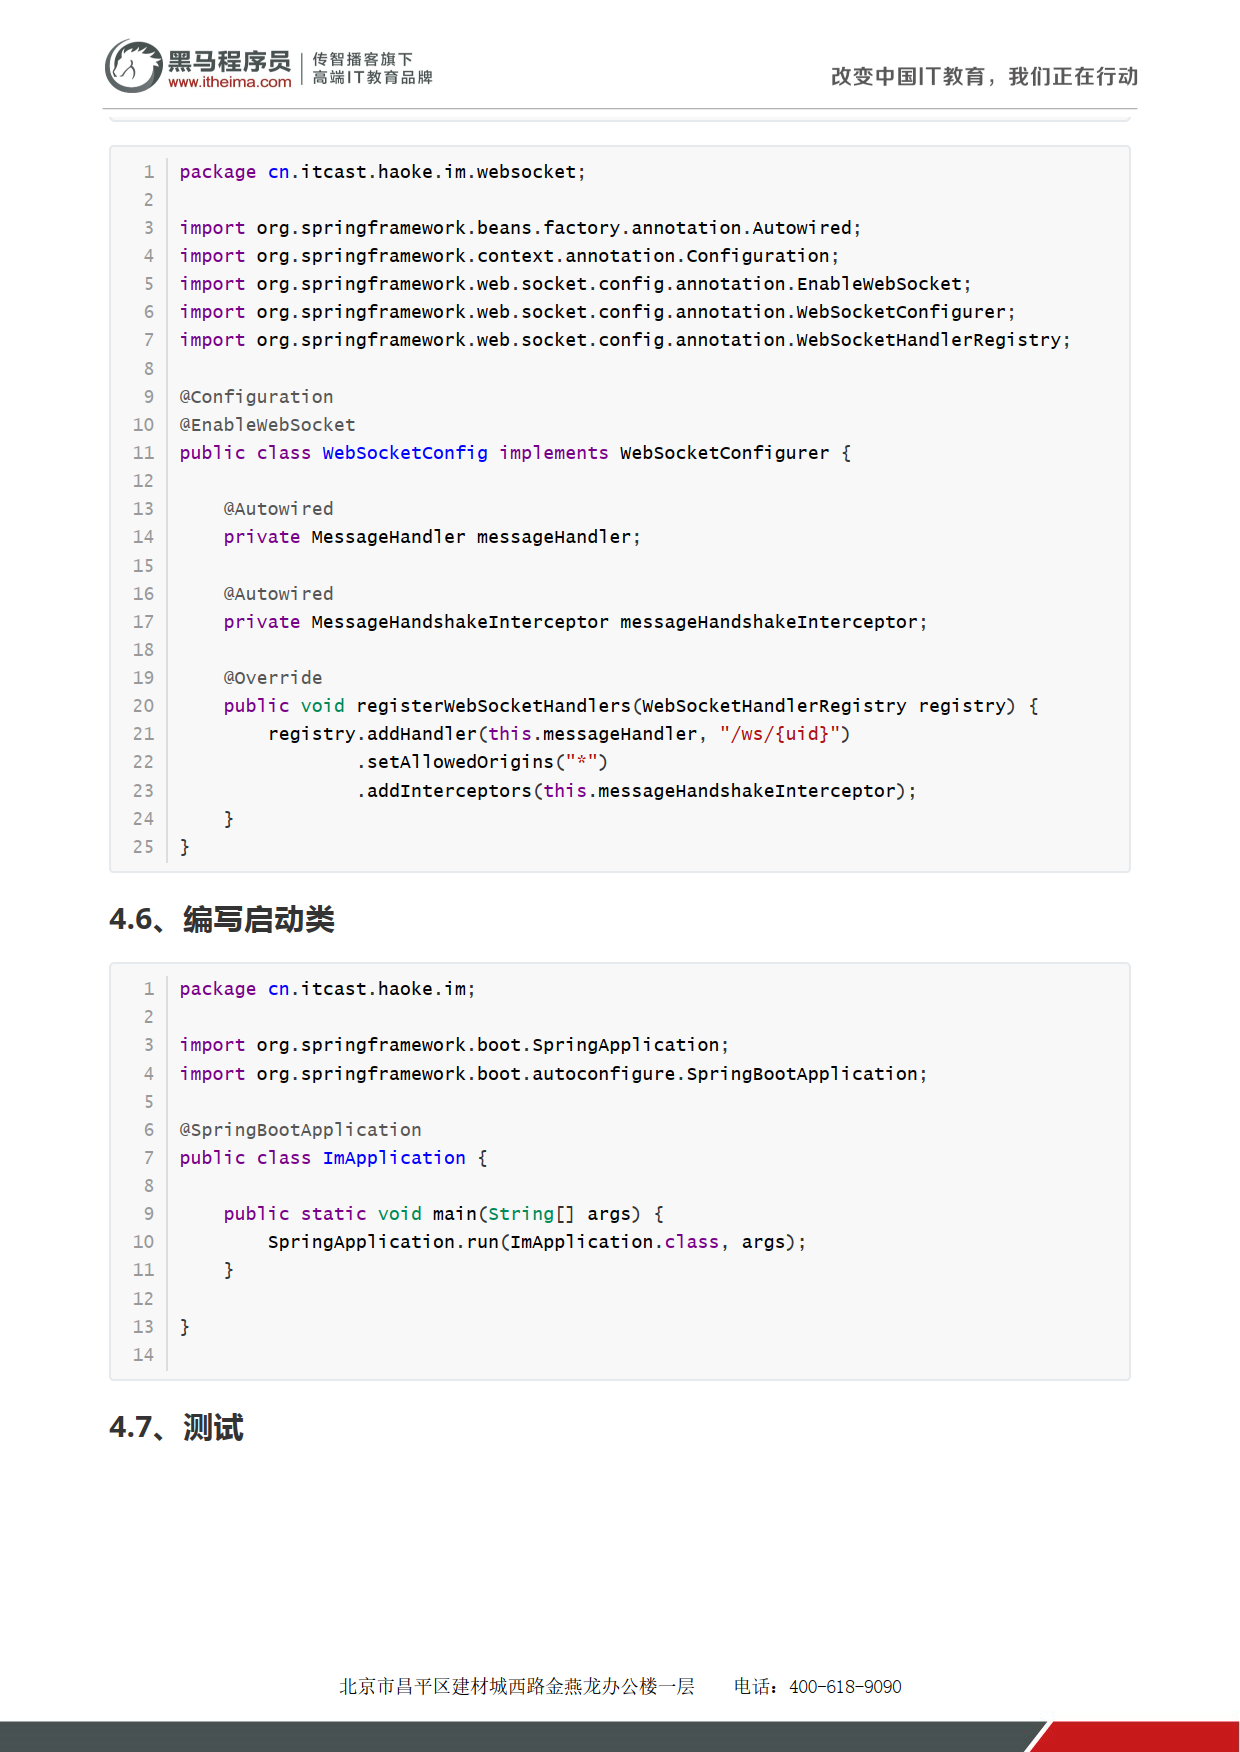 黑马程序员
www.itheima.com
传智播客旗下
高端IT教育品牌
改变中国IT教育，我们正在行动
1 package cn.itcast.haoke.im.websocket;
2
3 import org.springframework.beans.factory.annotation.Autowired;
4 import org.springframework.context.annotation.Configuration;
5 import org.springframework.web.socket.config.annotation.EnableWebSocket;
6 import org.springframework.web.socket.config.annotation.WebSocketConfigurer;
7 import org.springframework.web.socket.config.annotation.WebSocketHandlerRegistry;
8
9 @Configuration
10 @EnableWebSocket
11 public class WebSocketConfig implements WebSocketConfigurer {
12
13     @Autowired
14     private MessageHandler messageHandler;
15
16     @Autowired
17     private MessageHandshakeInterceptor messageHandshakeInterceptor;
18
19     @Override
20     public void registerWebSocketHandlers(WebSocketHandlerRegistry registry) {
21         registry.addHandler(this.messageHandler, "/ws/{uid}")
22                 .setAllowedOrigins("*")
23                 .addInterceptors(this.messageHandshakeInterceptor);
24     }
25 }
4.6、编写启动类
1 package cn.itcast.haoke.im;
2
3 import org.springframework.boot.SpringApplication;
4 import org.springframework.boot.autoconfigure.SpringBootApplication;
5
6 @SpringBootApplication
7 public class ImApplication {
8
9     public static void main(String[] args) {
10         SpringApplication.run(ImApplication.class, args);
11     }
12
13 }
14
4.7、测试
北京市昌平区建材城西路金燕龙办公楼一层 电话：400-618-9090